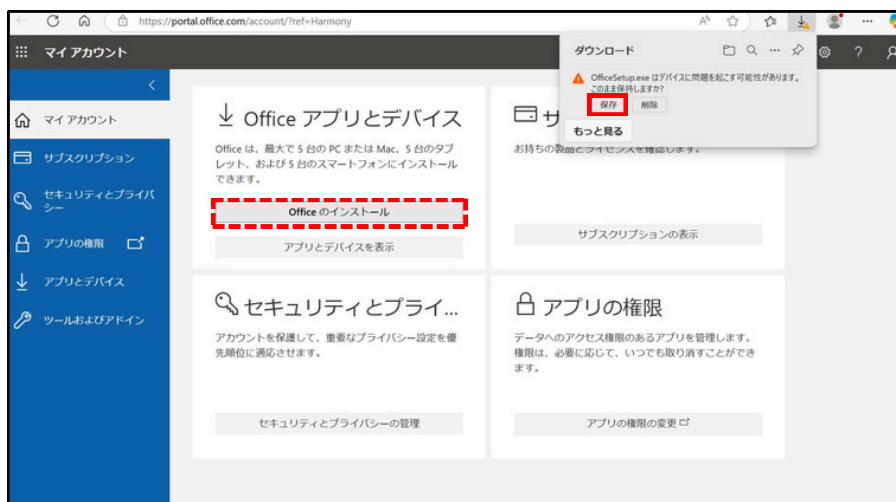 https://portal.office.com/account/?ref=Harmony
マイ アカウント
ダウンロード
OfficeSetup.exe はデバイスに問題を起こす可能性があります。
このまま保持しますか?
保存
削除
もっと見る
マイ アカウント
サブスクリプション
セキュリティとプライバ
シー
アプリの権限
アプリとデバイス
ツールおよびアドイン
Office アプリとデバイス
Office は、最大で 5 台の PC または Mac、5 台のタブ
レット、および 5 台のスマートフォンにインストール
できます。
Office のインストール
アプリとデバイスを表示
サ
お持ちの製品とライセンスを確認します。
サブスクリプションの表示
セキュリティとプライ...
アカウントを保護して、重要なプライバシー設定を優
先順位に適応させます。
セキュリティとプライバシーの管理
アプリの権限
データへのアクセス権限のあるアプリを管理します。
権限は、必要に応じて、いつでも取り消すことができ
ます。
アプリの権限の変更